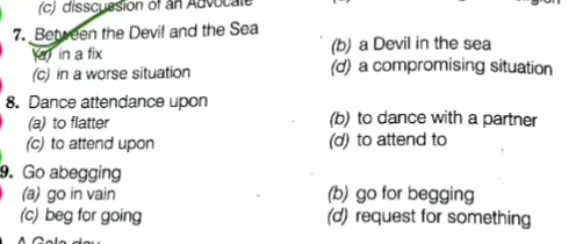 (c) disscussion of an Advocate
7. Between the Devil and the Sea
(a) in a fix
(b) a Devil in the sea
(c) in a worse situation
(d) a compromising situation
8. Dance attendance upon
(a) to flatter
(b) to dance with a partner
(c) to attend upon
(d) to attend to
9. Go abegging
(a) go in vain
(b) go for begging
(c) beg for going
(d) request for something